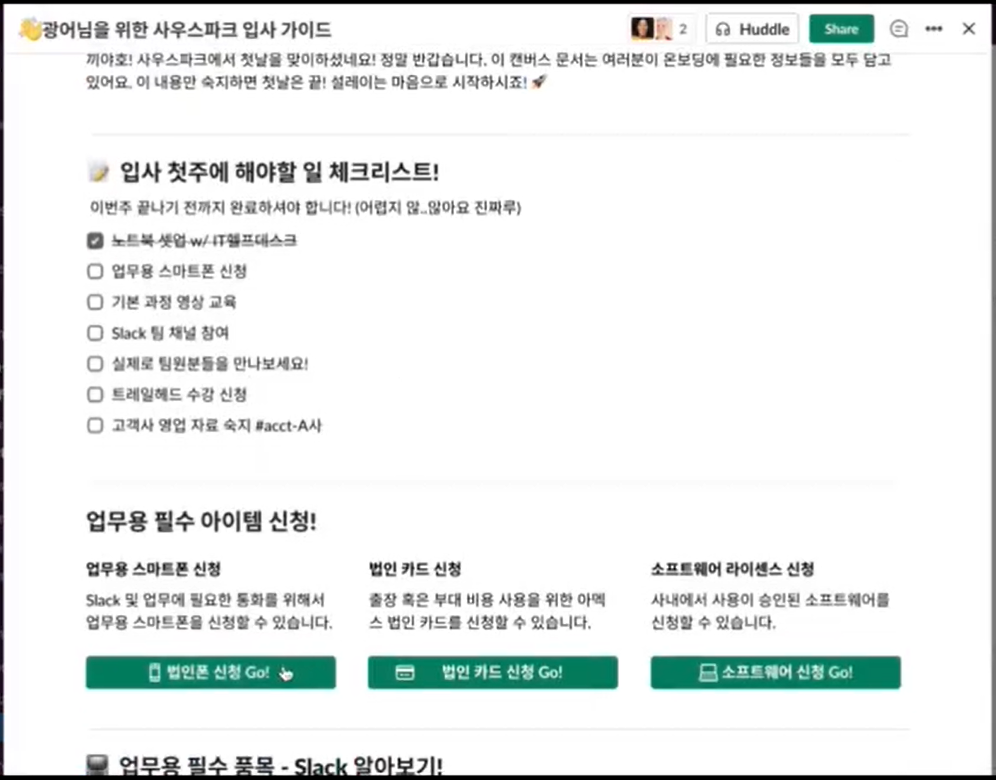 👋광어님을 위한 사우스파크 입사 가이드
2
Huddle
Share
끼야호! 사우스파크에서 첫날을 맞이하셨네요! 정말 반갑습니다. 이 캔버스 문서는 여러분이 온보딩에 필요한 정보들을 모두 담고
있어요. 이 내용만 숙지하면 첫날은 끝! 설레이는 마음으로 시작하시죠! 🚀
📝 입사 첫주에 해야할 일 체크리스트!
이번주 끝나기 전까지 완료하셔야 합니다! (어렵지 않..않아요 진짜루)
노트북 셋업 w/ IT헬프데스크
업무용 스마트폰 신청
기본 과정 영상 교육
Slack 팀 채널 참여
실제로 팀원분들을 만나보세요!
트레일헤드 수강 신청
고객사 영업 자료 숙지 #acct-A사
업무용 필수 아이템 신청!
업무용 스마트폰 신청
Slack 및 업무에 필요한 통화를 위해서
업무용 스마트폰을 신청할 수 있습니다.
법인폰 신청 Go!
법인 카드 신청
출장 혹은 부대 비용 사용을 위한 아멕
스 법인 카드를 신청할 수 있습니다.
법인 카드 신청 Go!
소프트웨어 라이센스 신청
사내에서 사용이 승인된 소프트웨어를
신청할 수 있습니다.
소프트웨어 신청 Go!
업무용 필수 품목 - Slack 알아보기!